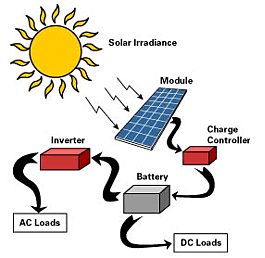 Solar Irradiance
Module
Charge
Controller
Inverter
Battery
AC Loads
DC Loads